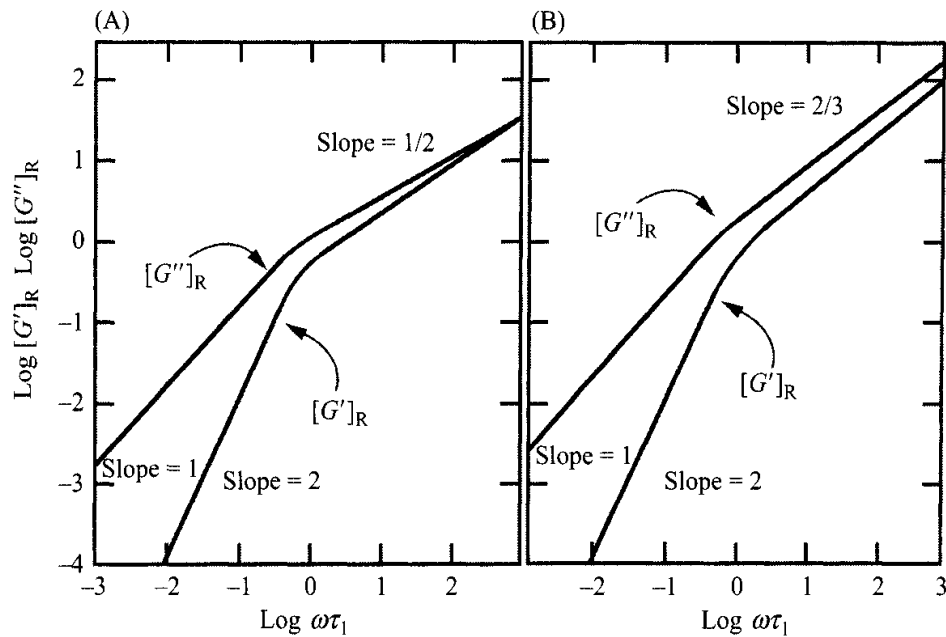 (A)
(B)
Log [G′]R Log [G″]R
2
1
0
−1
−2
−3
−4
Slope = 1/2
[G″]R
[G′]R
Slope = 1
Slope = 2
−3 −2 −1 0 1 2
Log ωτ1
Slope = 2/3
[G″]R
[G′]R
Slope = 1
Slope = 2
−2 −1 0 1 2 3
Log ωτ1